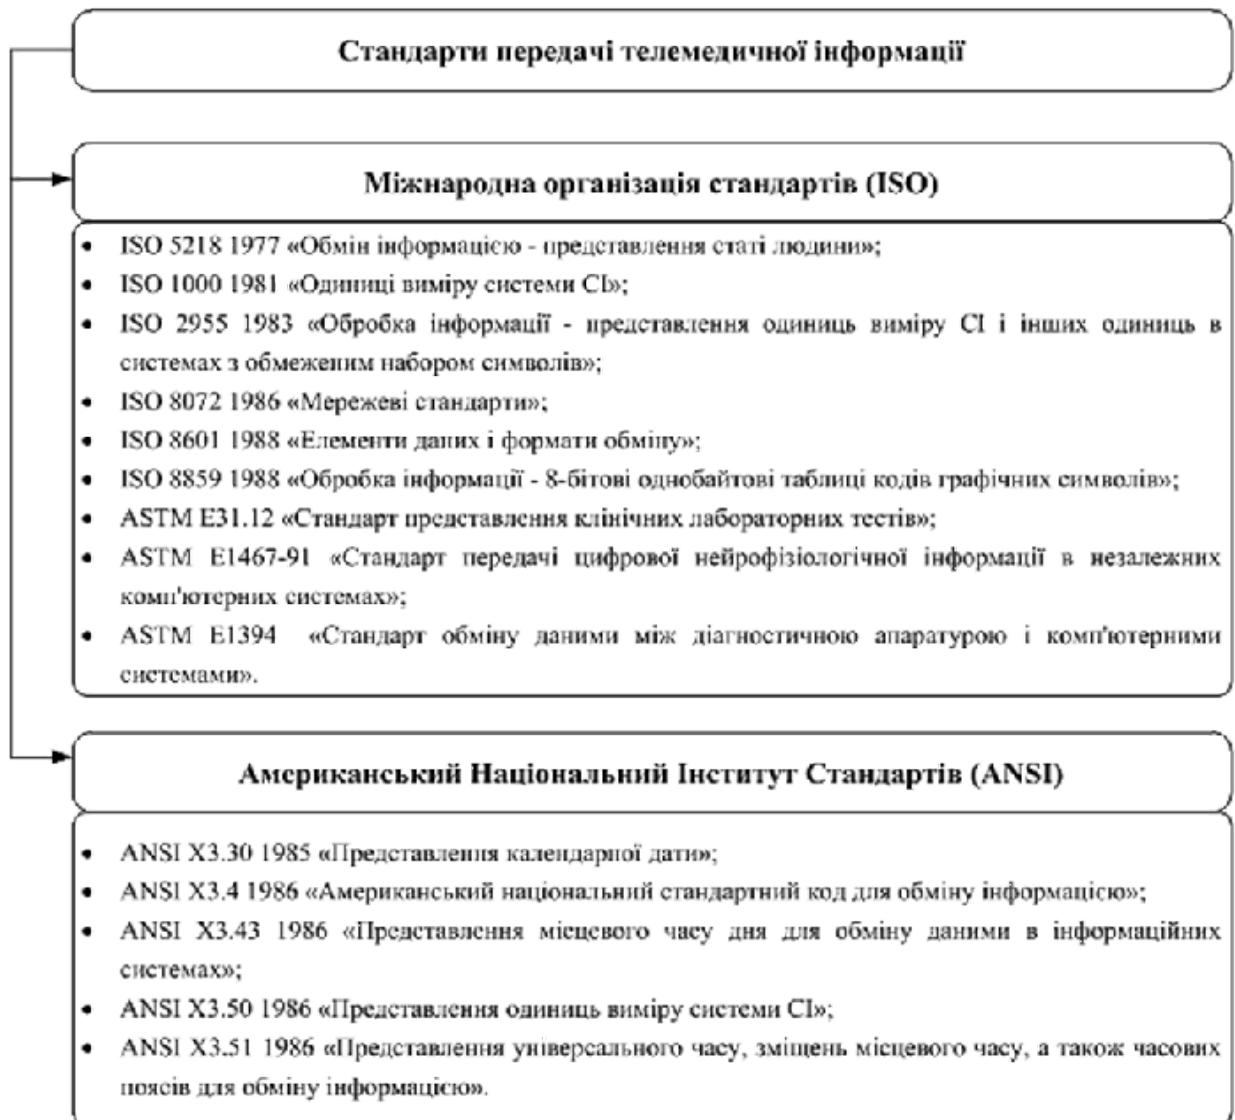 Стандарти передачі телемедичної інформації
Міжнародна організація стандартів (ISO)
• ISO 5218 1977 «Обмін інформацією - представлення статі людини»;
• ISO 1000 1981 «Одиниці виміру системи СІ»;
• ISO 2955 1983 «Обробка інформації - представлення одиниць виміру СІ і інших одиниць в
системах з обмеженим набором символів»;
• ISO 8072 1986 «Мережеві стандарти»;
• ISO 8601 1988 «Елементи даних і формати обміну»;
• ISO 8859 1988 «Обробка інформації - 8-бітові однобайтові таблиці кодів графічних символів»;
• ASTM E31.12 «Стандарт представлення клінічних лабораторних тестів»;
• ASTM E1467-91 «Стандарт передачі цифрової нейрофізіологічної інформації в незалежних
комп'ютерних системах»;
• ASTM E1394 «Стандарт обміну даними між діагностичною апаратурою і комп'ютерними
системами».
Американський Національний Інститут Стандартів (ANSI)
• ANSI X3.30 1985 «Представлення календарної дати»;
• ANSI X3.4 1986 «Американський національний стандартний код для обміну інформацією»;
• ANSI X3.43 1986 «Представлення місцевого часу дня для обміну даними в інформаційних
системах»;
• ANSI X3.50 1986 «Представлення одиниць виміру системи СІ»;
• ANSI X3.51 1986 «Представлення універсального часу, зміщень місцевого часу, а також часових
поясів для обміну інформацією».